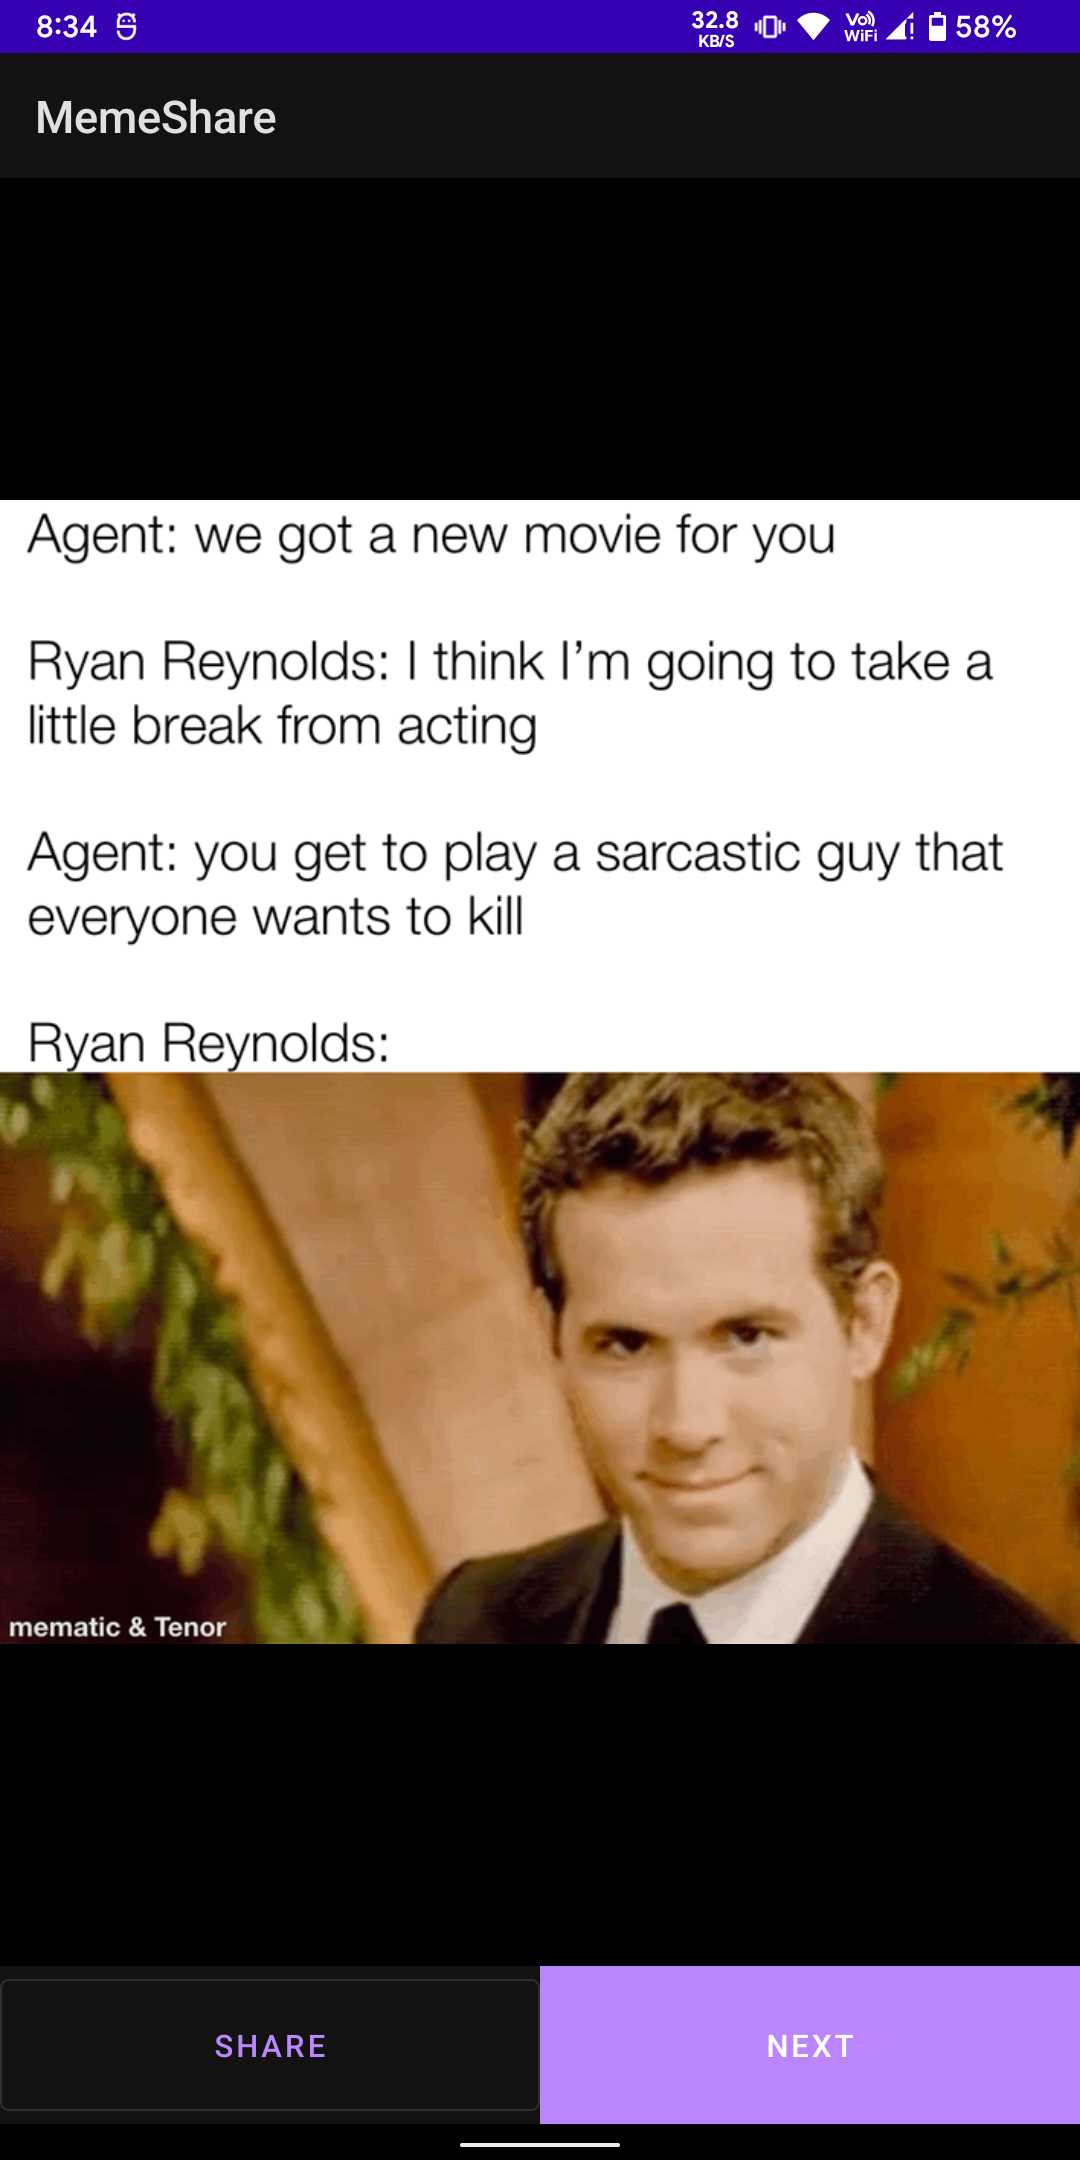 8:34
32.8
KB/S
Vo)
WiFi
58%
MemeShare
Agent: we got a new movie for you
Ryan Reynolds: I think I’m going to take a
little break from acting
Agent: you get to play a sarcastic guy that
everyone wants to kill
Ryan Reynolds:
mematic & Tenor
SHARE
NEXT